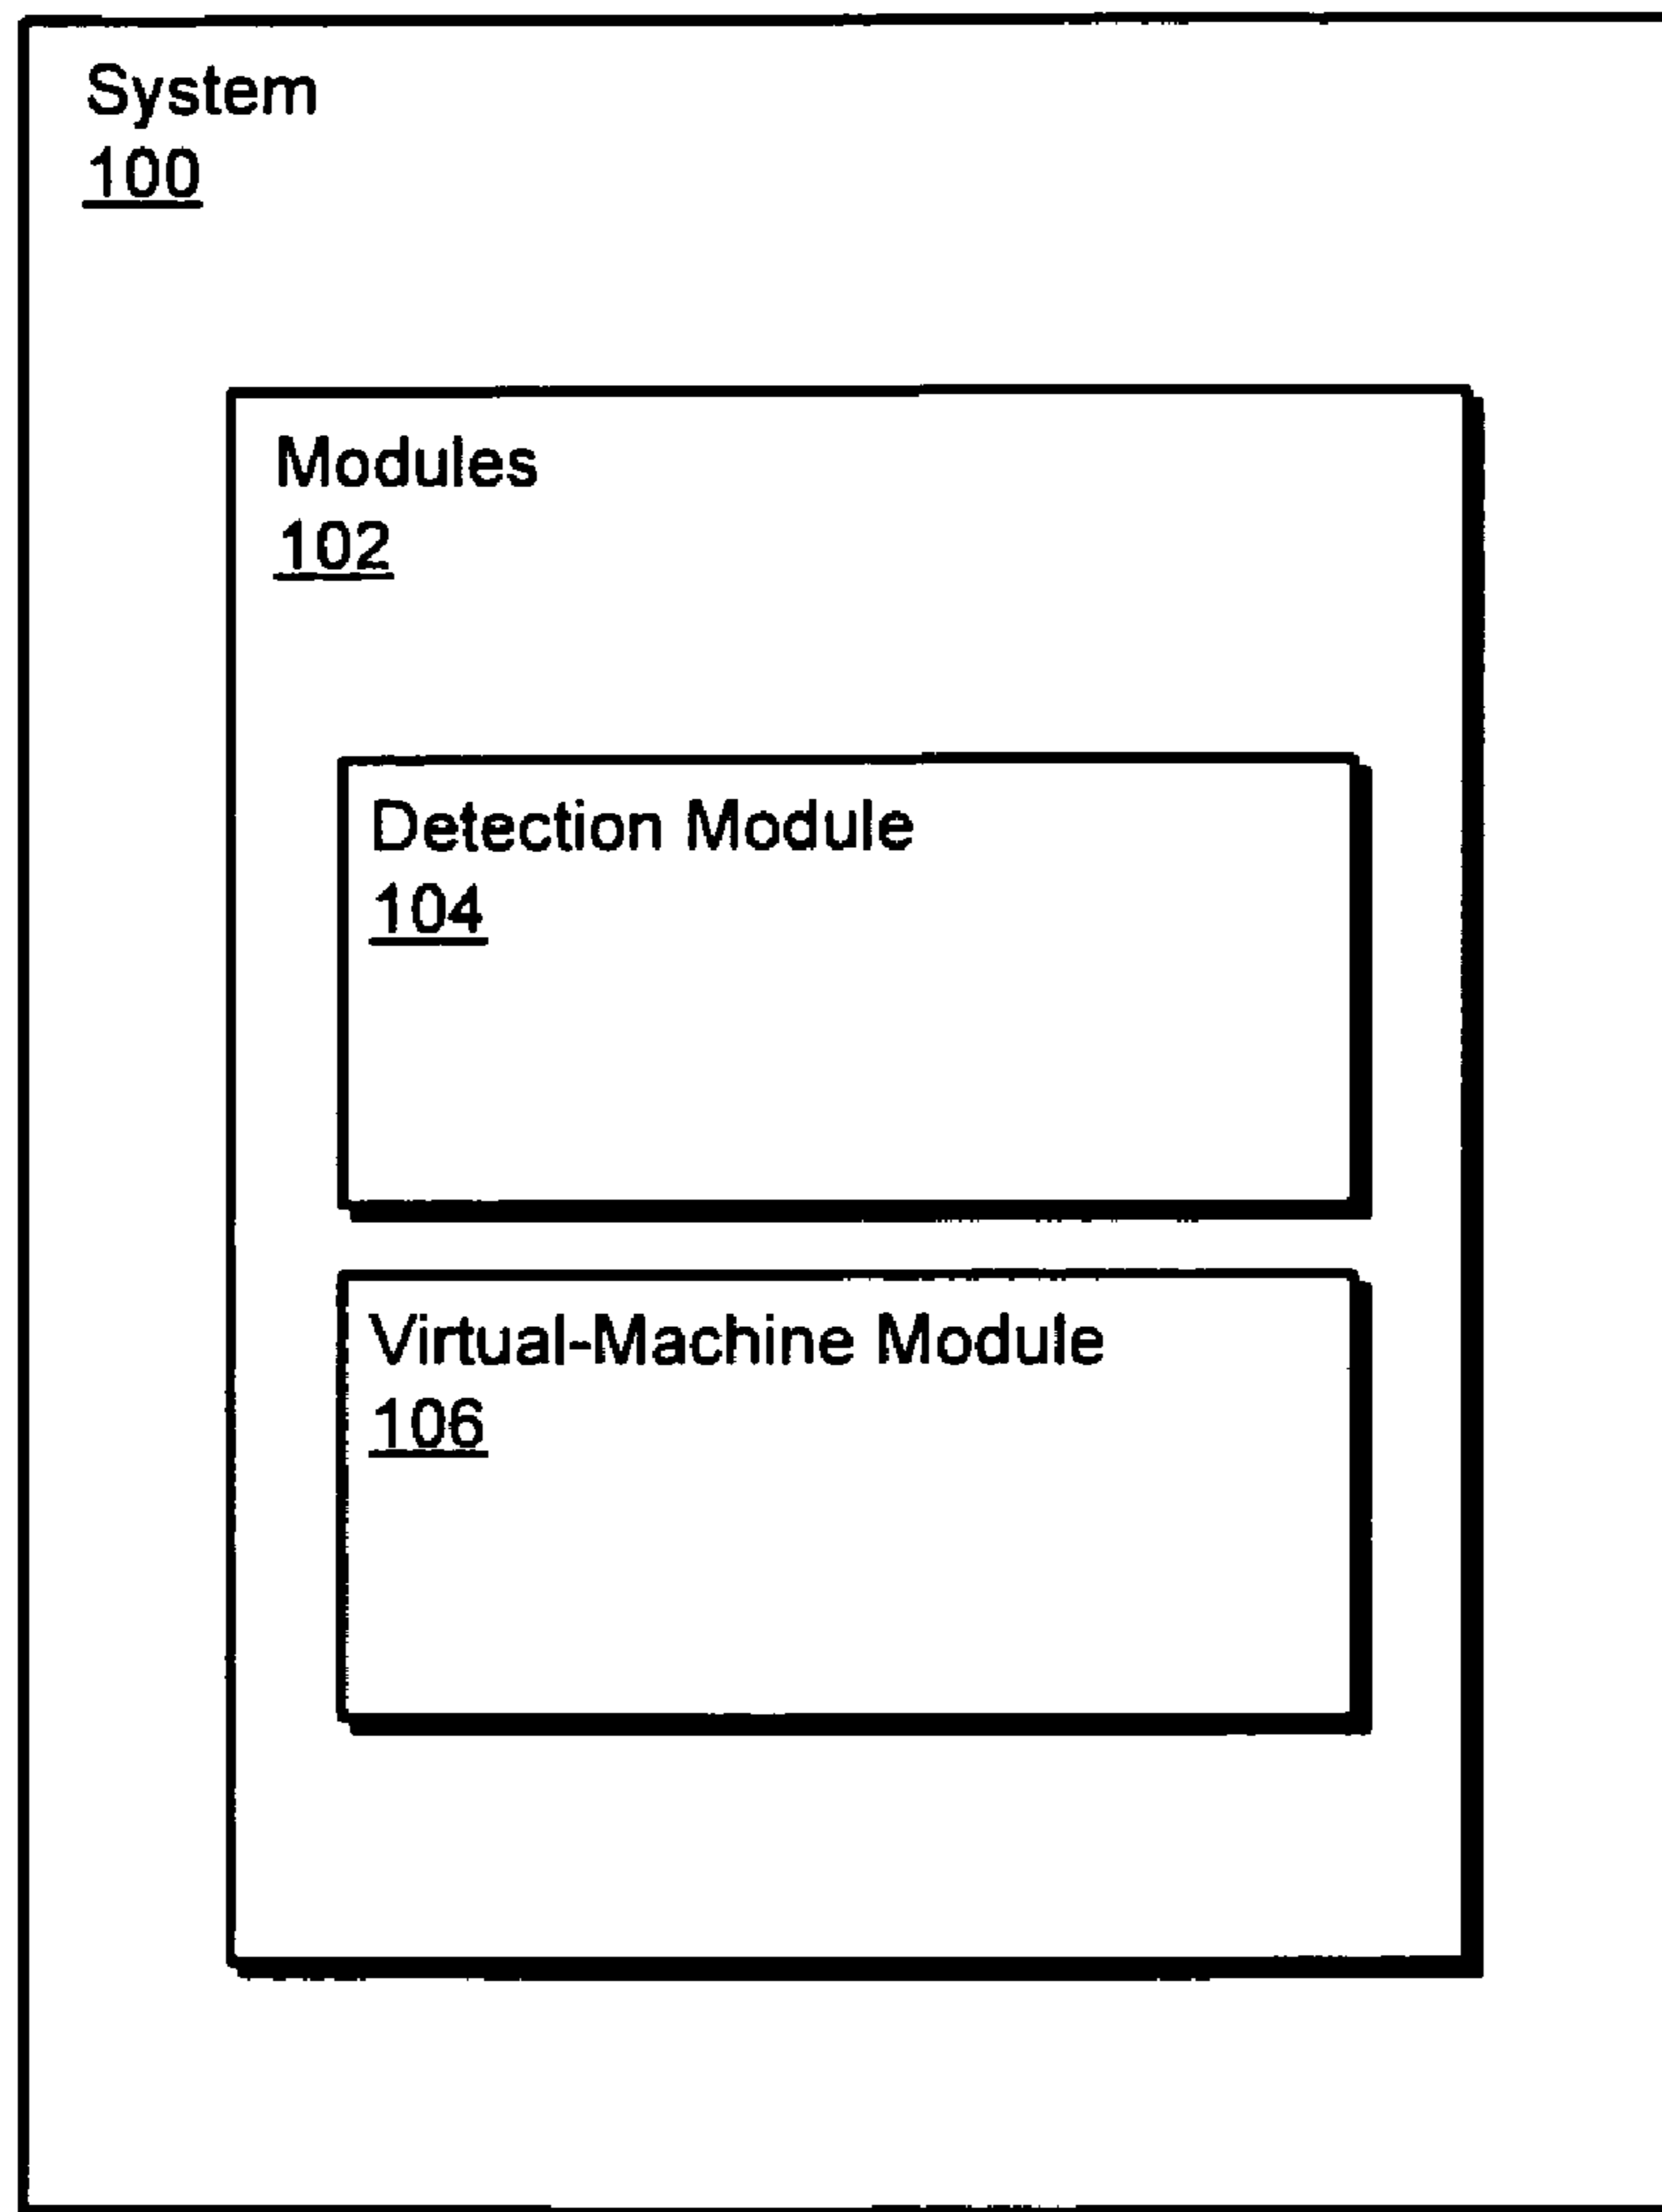 System
100
Modules
102
Detection Module
104
Virtual-Machine Module
106